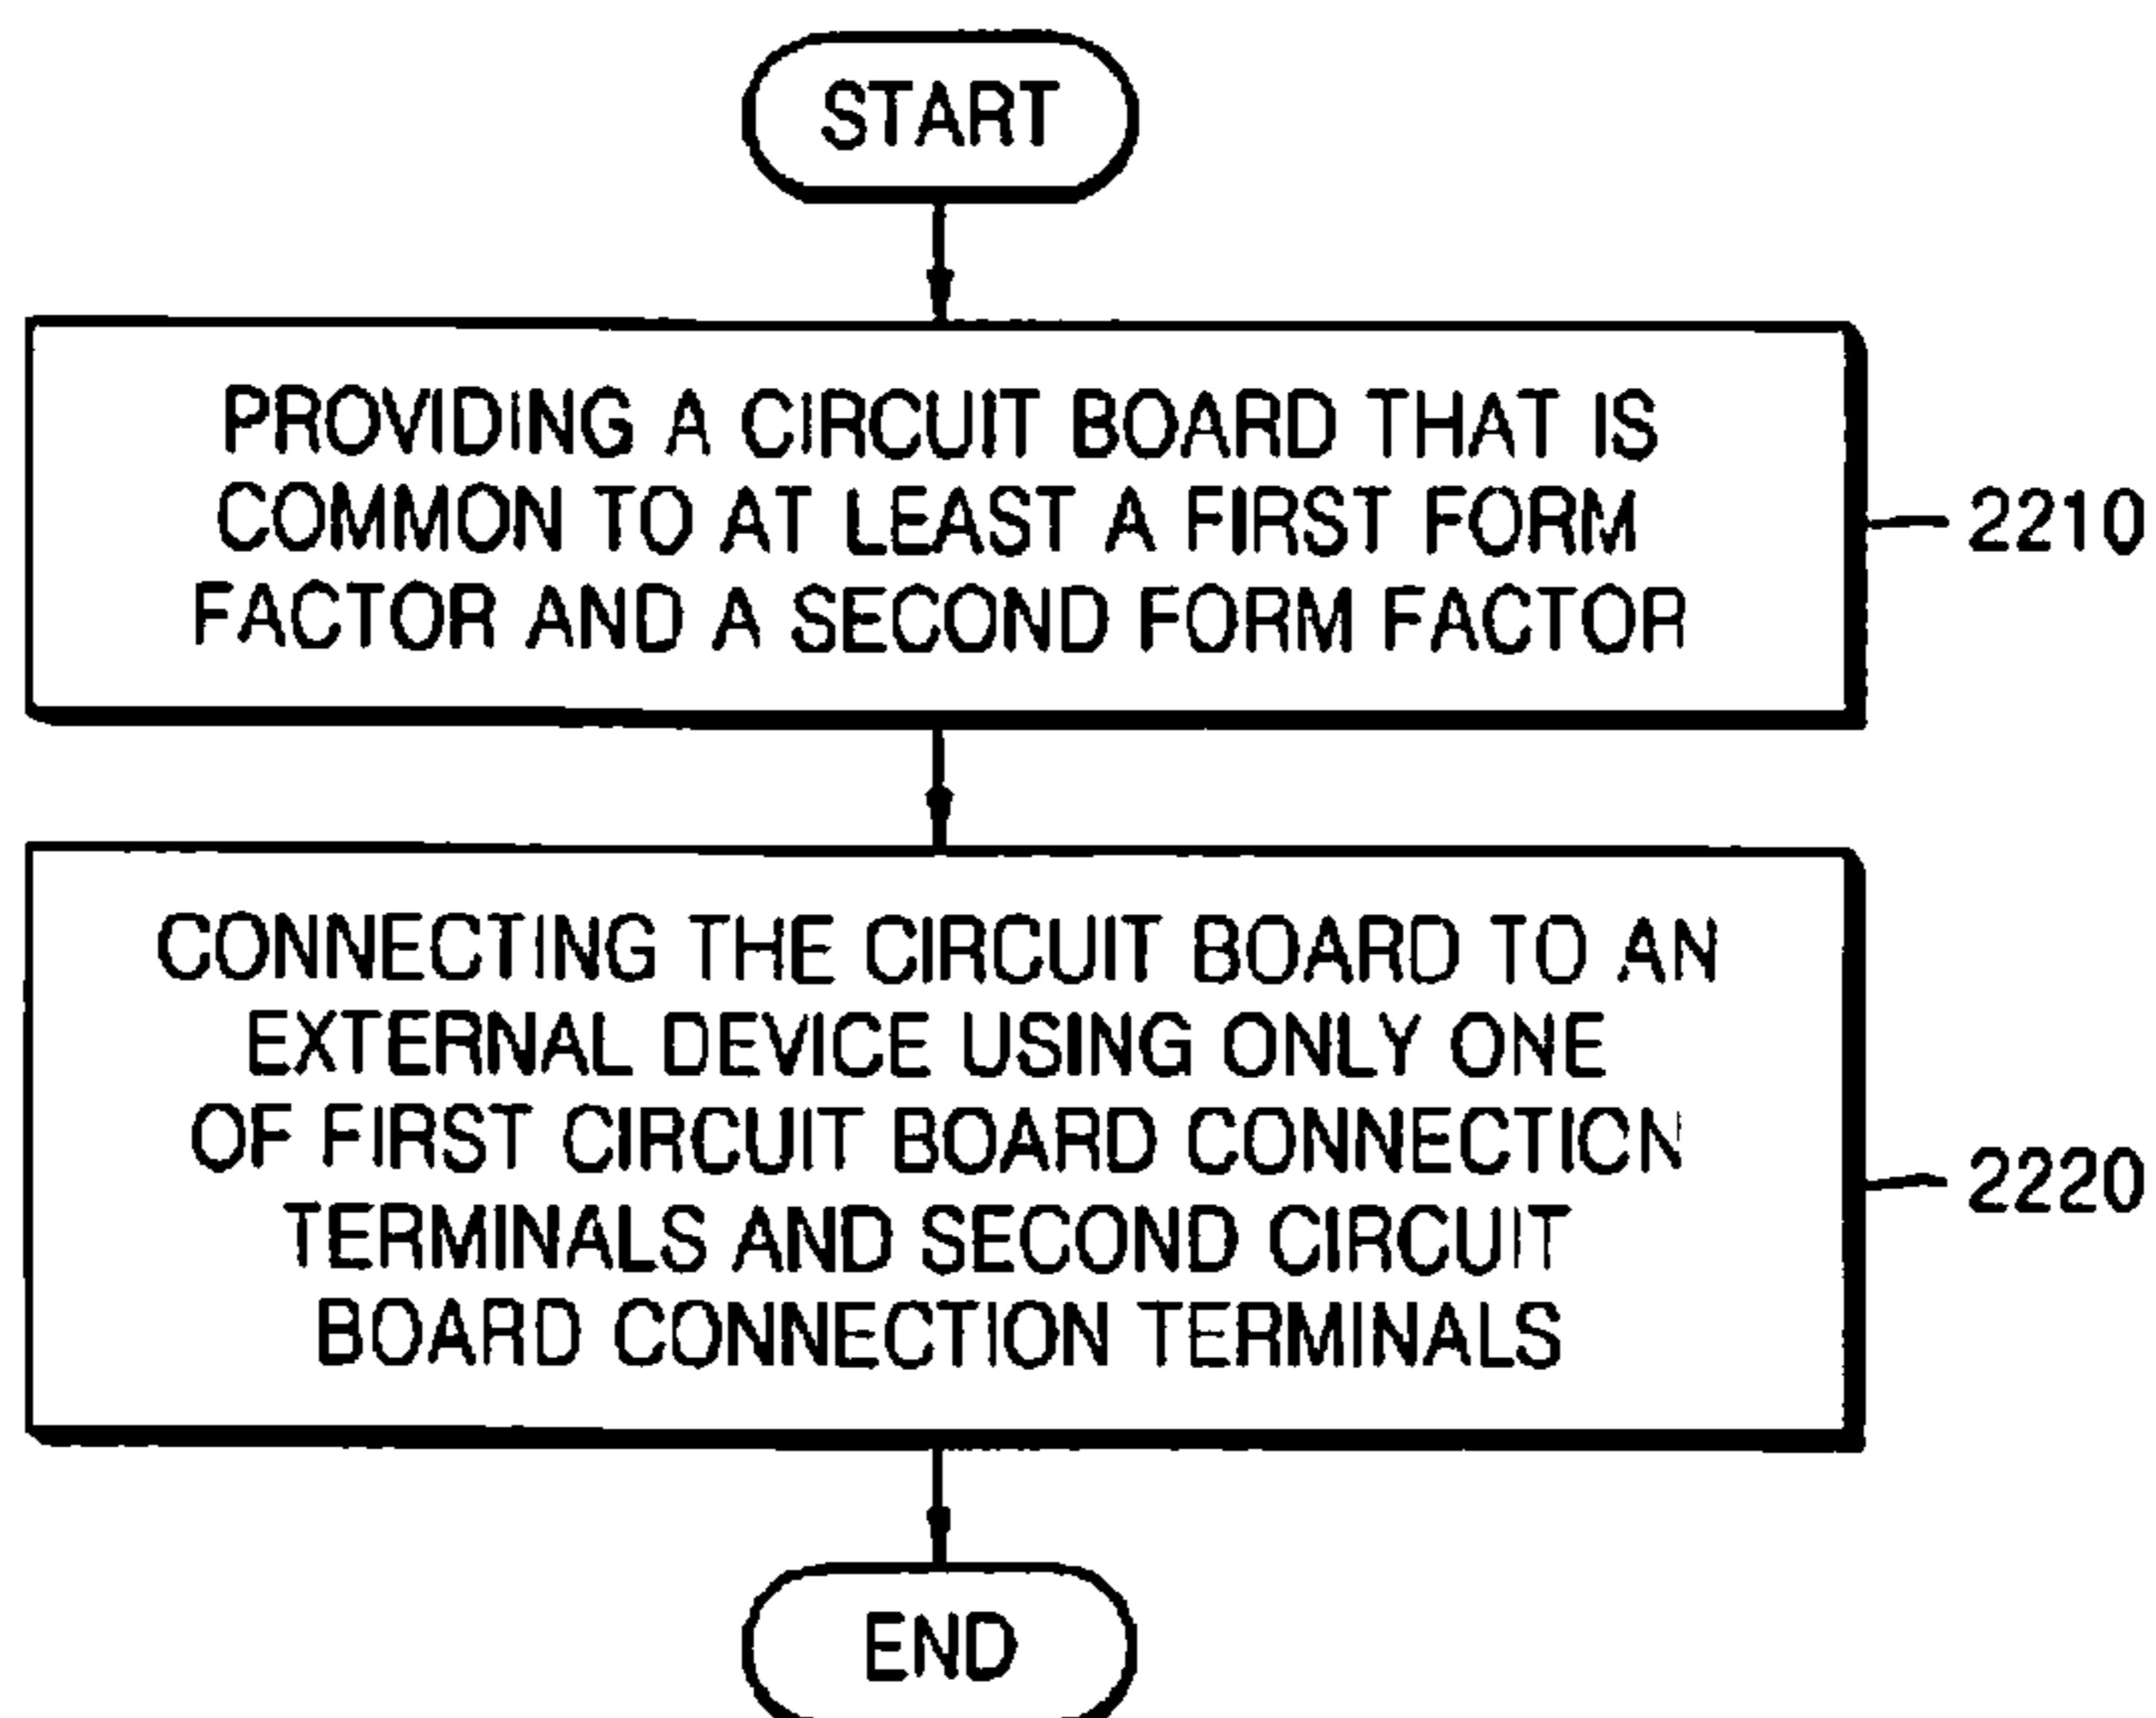 START
PROVIDING A CIRCUIT BOARD THAT IS
COMMON TO AT LEAST A FIRST FORM
FACTOR AND A SECOND FORM FACTOR
2210
CONNECTING THE CIRCUIT BOARD TO AN
EXTERNAL DEVICE USING ONLY ONE
OF FIRST CIRCUIT BOARD CONNECTION
TERMINALS AND SECOND CIRCUIT
BOARD CONNECTION TERMINALS
2220
END